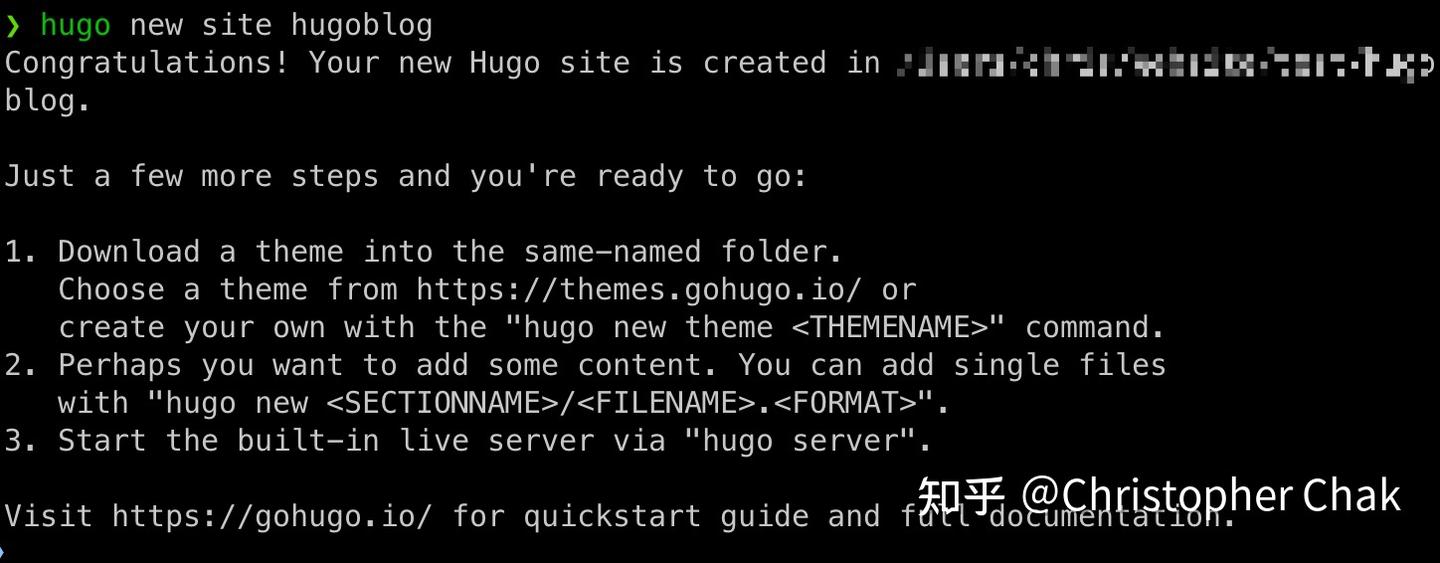 ❯ hugo new site hugoblog
Congratulations! Your new Hugo site is created in
blog.
Just a few more steps and you're ready to go:
1. Download a theme into the same-named folder.
Choose a theme from https://themes.gohugo.io/ or
create your own with the "hugo new theme <THEMENAME>" command.
2. Perhaps you want to add some content. You can add single files
with "hugo new <SECTIONNAME>/<FILENAME>.<FORMAT>".
3. Start the built-in live server via "hugo server".
Visit https://gohugo.io/ for quickstart guide and full documentation.
知乎 @Christopher Chak